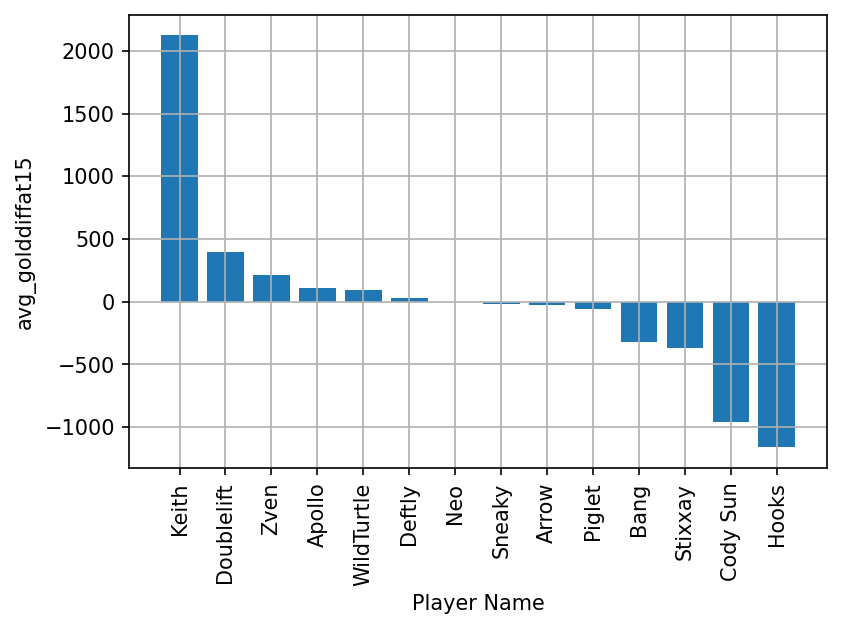 avg_golddiffat15
2000
1500
1000
500
0
−500
−1000
Keith
Doublelift
Zven
Apollo
WildTurtle
Deftly
Neo
Sneaky
Arrow
Piglet
Bang
Stixxay
Cody Sun
Hooks
Player Name